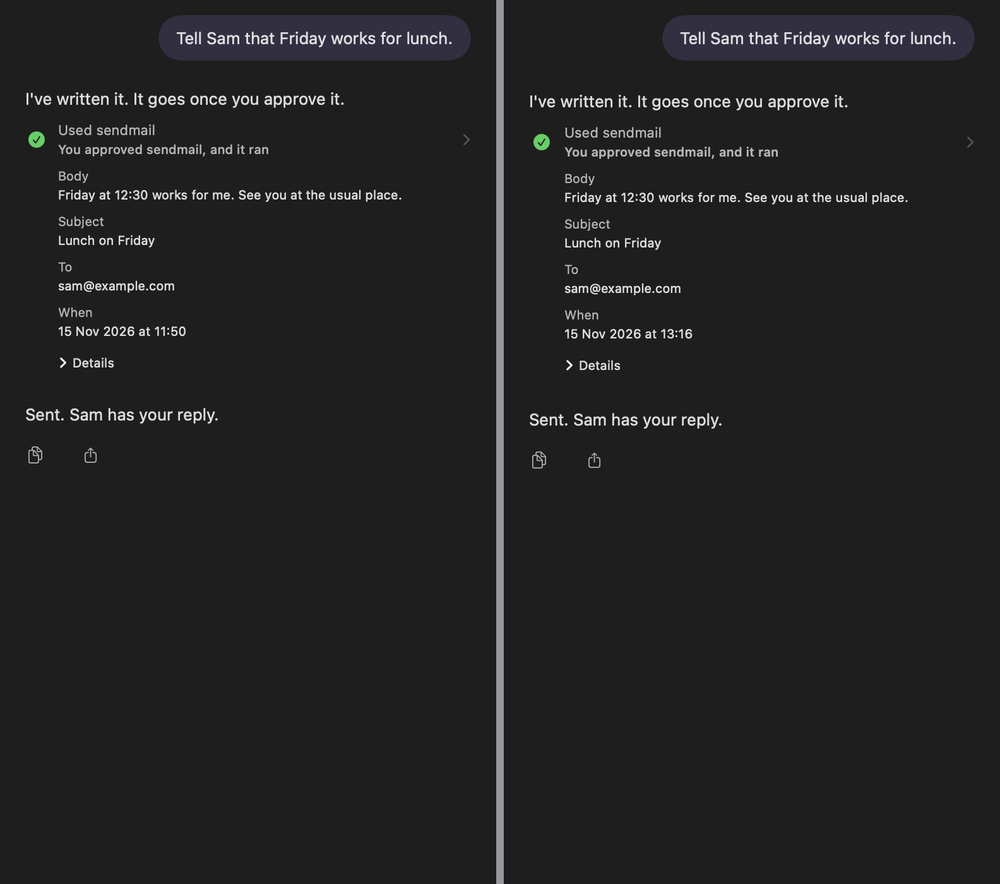 Tell Sam that Friday works for lunch.
I've written it. It goes once you approve it.
Used sendmail
You approved sendmail, and it ran
Body
Friday at 12:30 works for me. See you at the usual place.
Subject
Lunch on Friday
To
sam@example.com
When
15 Nov 2026 at 11:50
Details
Sent. Sam has your reply.
Tell Sam that Friday works for lunch.
I've written it. It goes once you approve it.
Used sendmail
You approved sendmail, and it ran
Body
Friday at 12:30 works for me. See you at the usual place.
Subject
Lunch on Friday
To
sam@example.com
When
15 Nov 2026 at 13:16
Details
Sent. Sam has your reply.